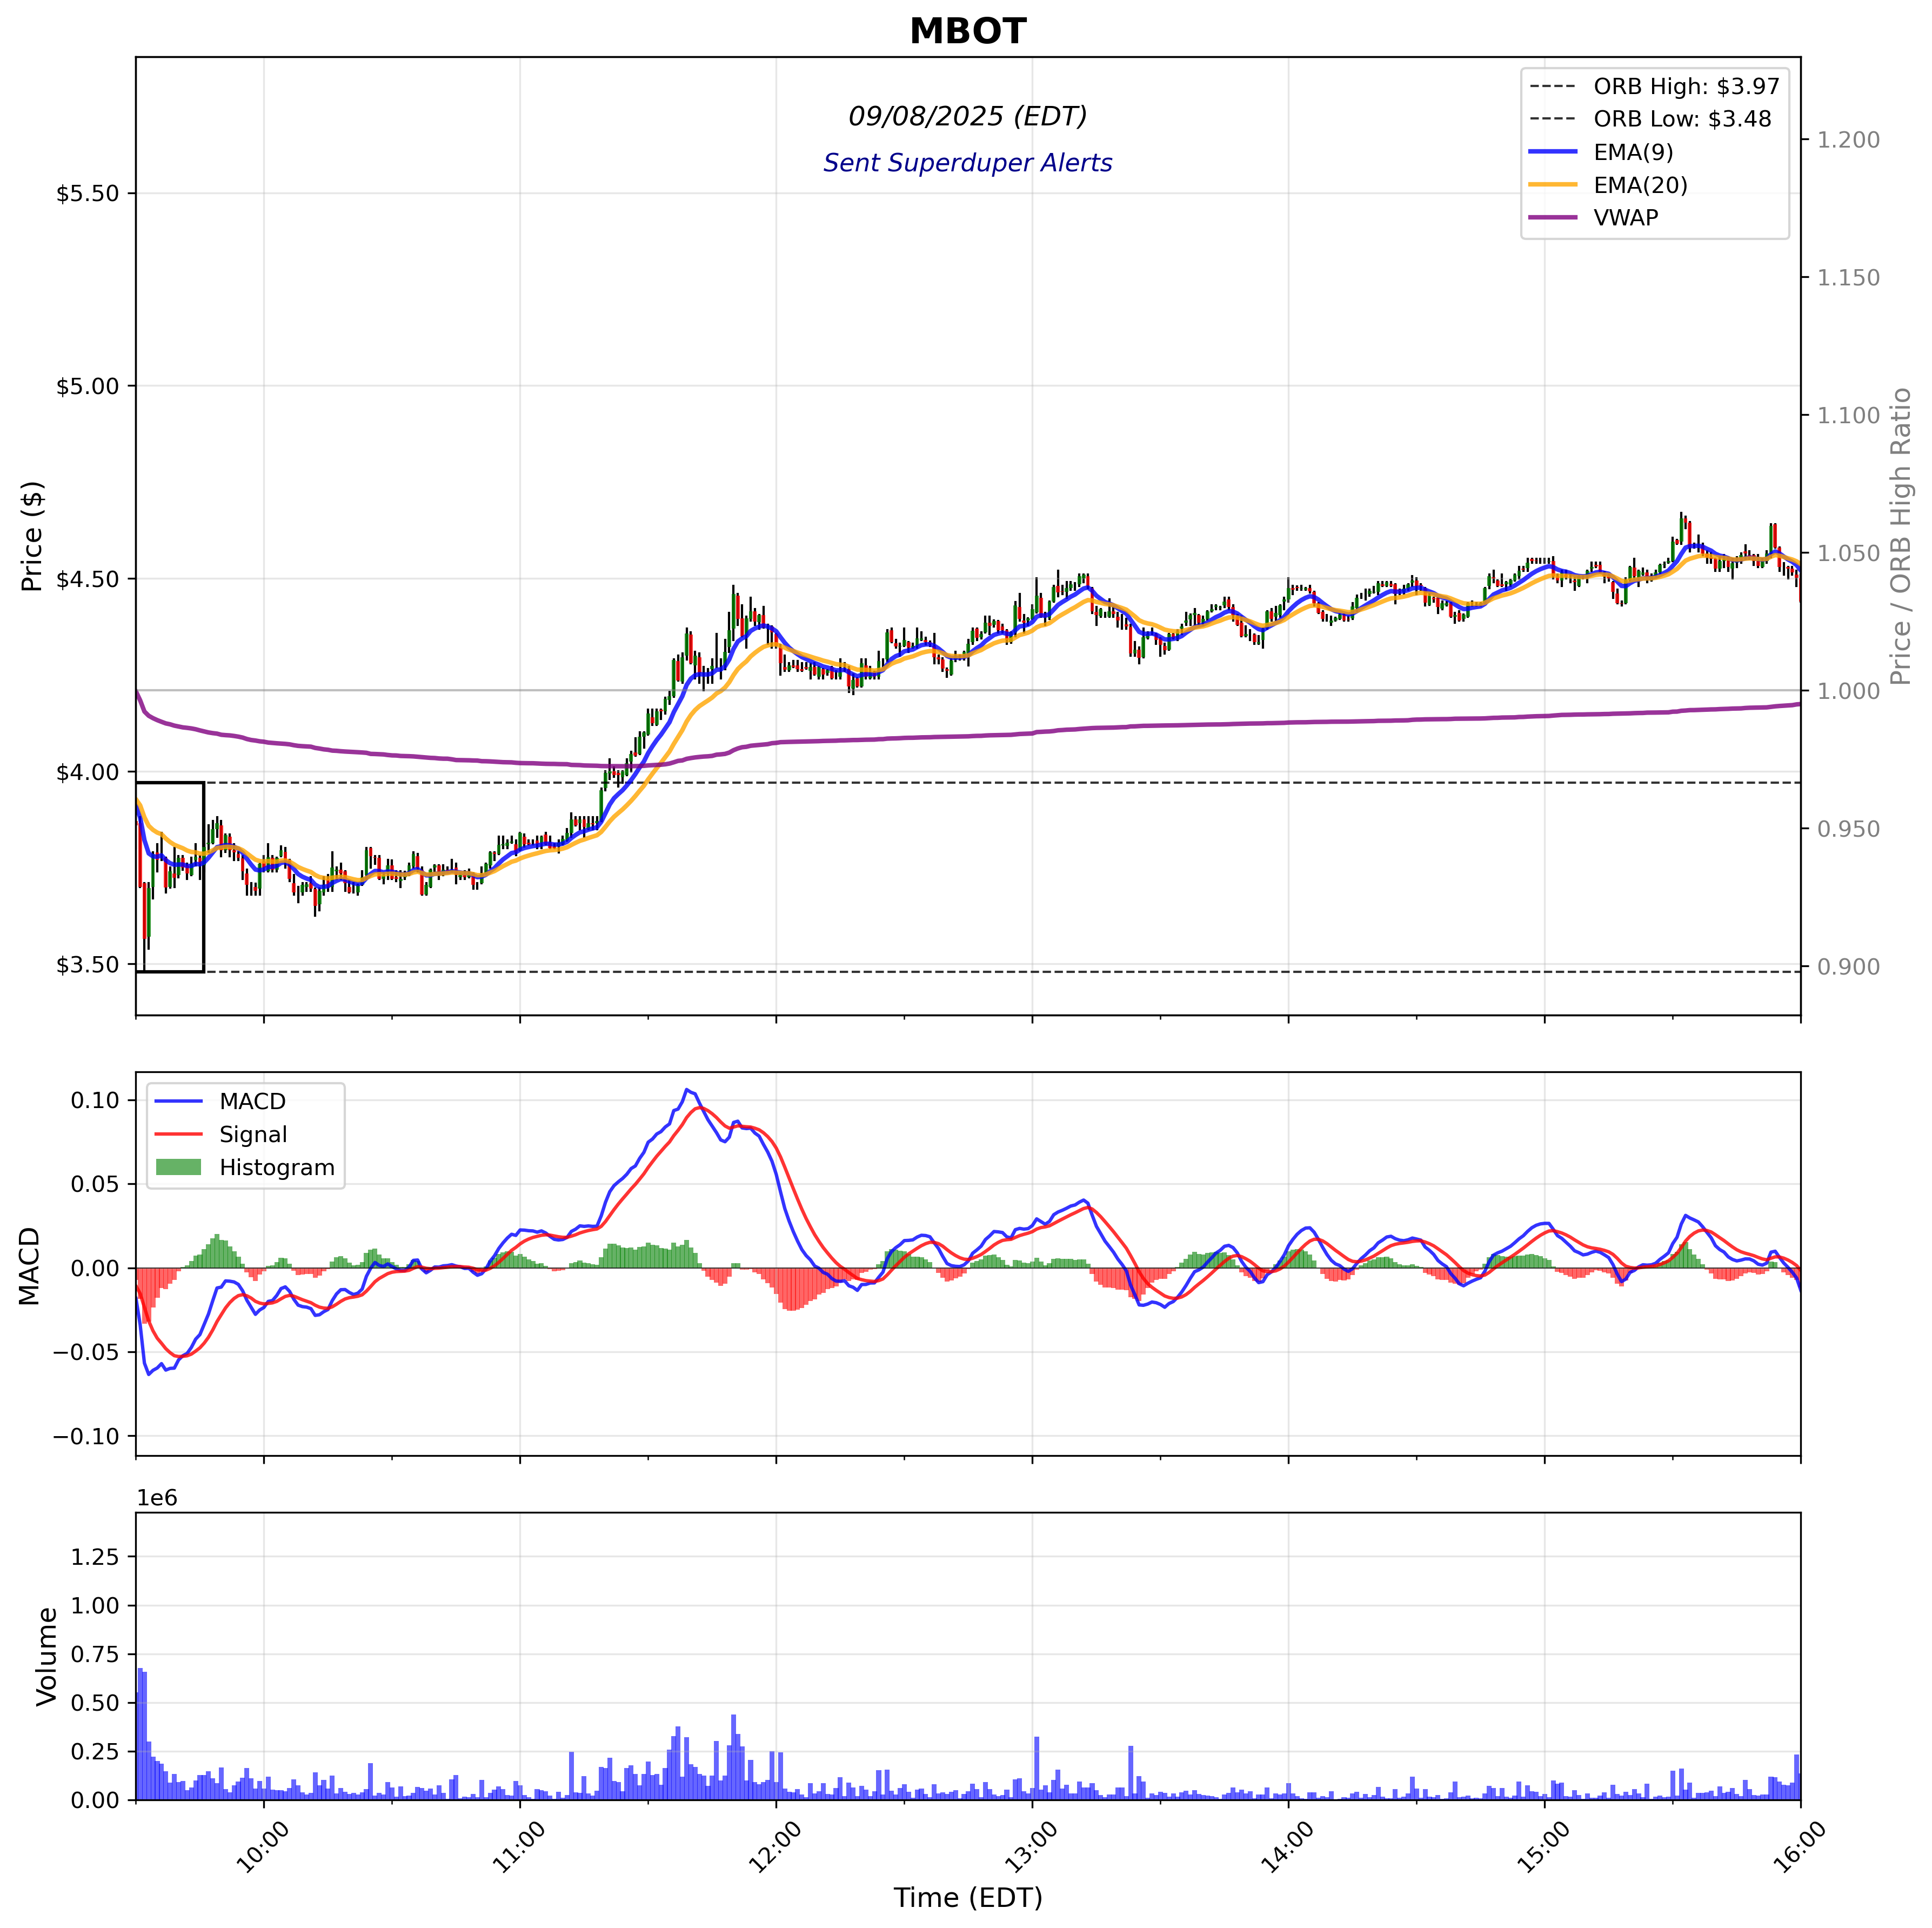 MBOT
09/08/2025 (EDT)
Sent Superduper Alerts
ORB High: $3.97
ORB Low: $3.48
EMA(9)
EMA(20)
VWAP
$5.50
$5.00
$4.50
$4.00
$3.50
Price ($)
1.200
1.150
1.100
1.050
1.000
0.950
0.900
Price / ORB High Ratio
MACD
Signal
Histogram
0.10
0.05
0.00
−0.05
−0.10
MACD
1e6
1.25
1.00
0.75
0.50
0.25
0.00
Volume
10:00
11:00
12:00
13:00
14:00
15:00
16:00
Time (EDT)